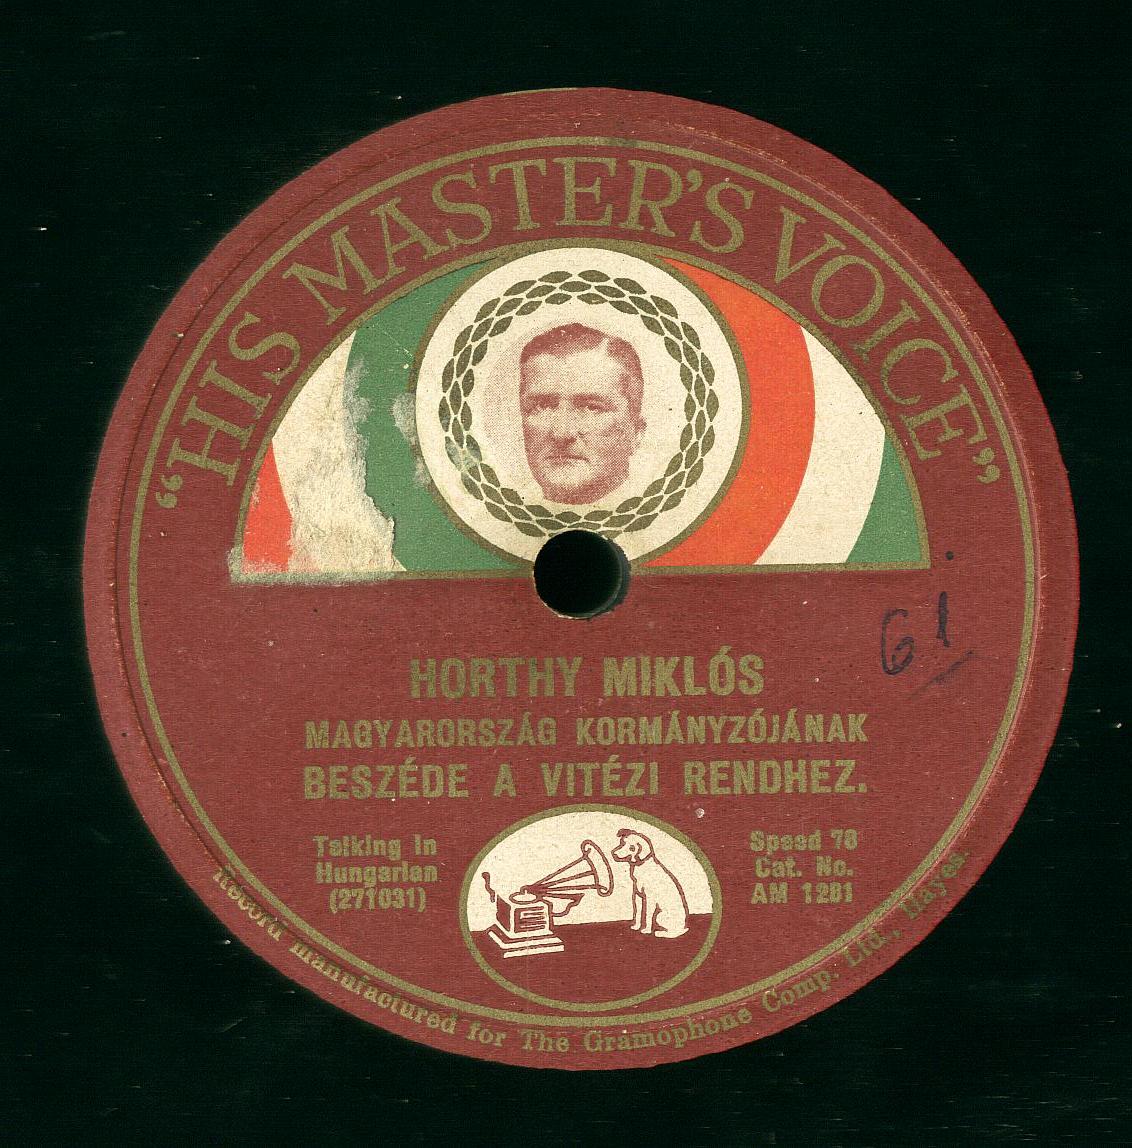 “HIS MASTER’S VOICE”
HORTHY MIKLÓS
MAGYARORSZÁG KORMÁNYZÓJÁNAK
BESZÉDE A VITÉZI RENDHEZ.
Talking in
Hungarian
(271031)
Speed 78
Cat. No.
AM 1281
Record manufactured for The Gramophone Comp. Ltd., Hayes.
61